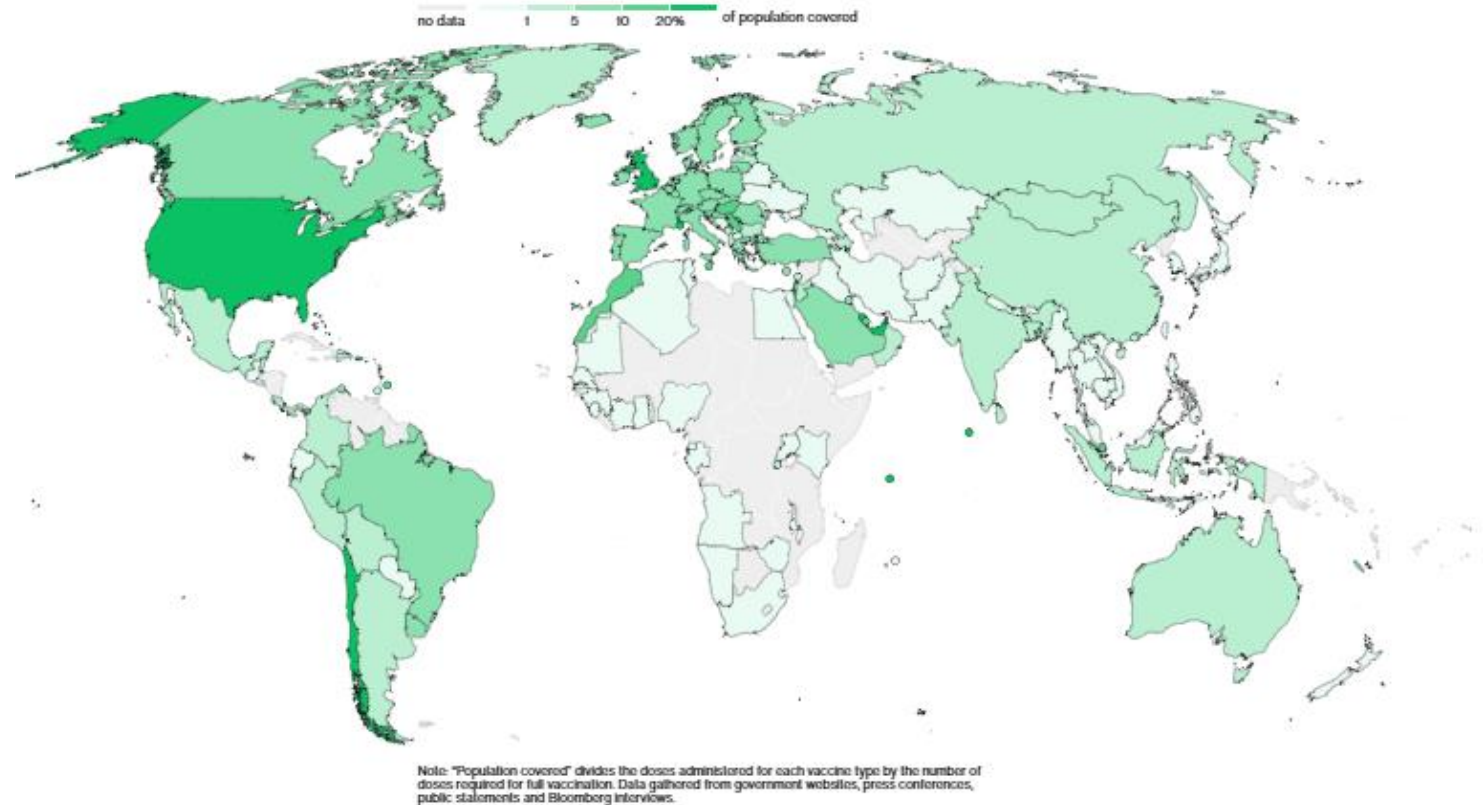 no data 1 5 10 20% of population covered
Note: "Population covered" divides the doses administered for each vaccine type by the number of
doses required for full vaccination. Data gathered from government websites, press conferences,
public statements and Bloomberg interviews.